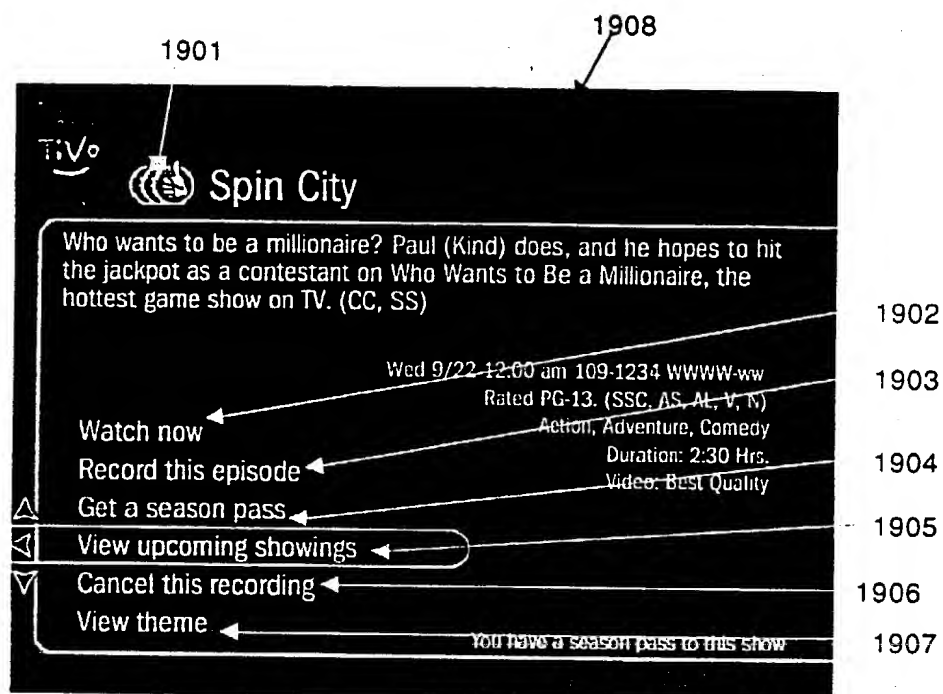 1908
1901
TiVo
Spin City
Who wants to be a millionaire? Paul (Kind) does, and he hopes to hit
the jackpot as a contestant on Who Wants to Be a Millionaire, the
hottest game show on TV. (CC, SS)
1902
Wed 9/22 12:00 am 109-1234 WWWW-ww
1903
Rated PG-13. (SSC, AS, AL, V, N)
Watch now
Action, Adventure, Comedy
Record this episode
Duration: 2:30 Hrs.
1904
Video: Best Quality
Get a season pass
1905
View upcoming showings
Cancel this recording
1906
View theme
You have a season pass to this show
1907